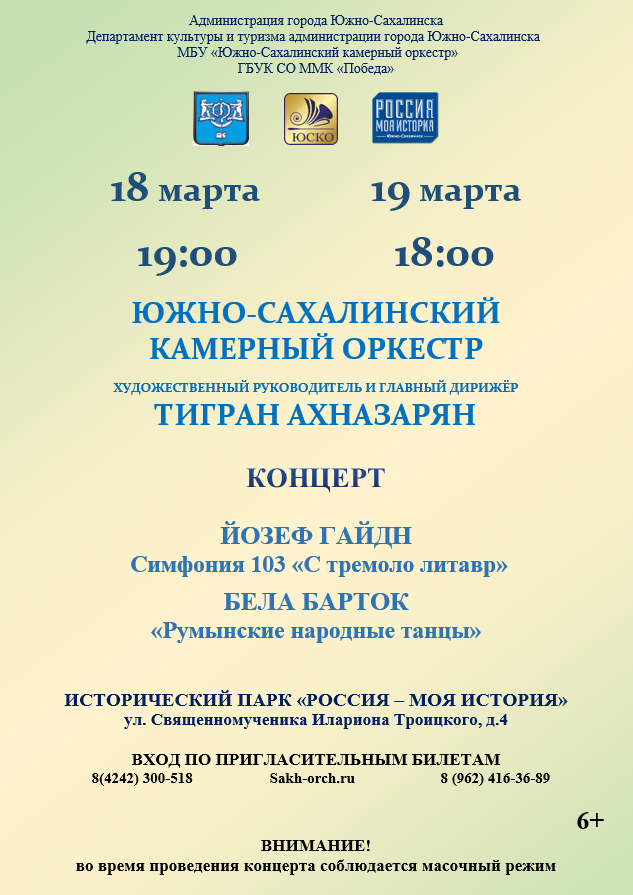 Администрация города Южно-Сахалинска
Департамент культуры и туризма администрации города Южно-Сахалинска
МБУ «Южно-Сахалинский камерный оркестр»
ГБУК СО ММК «Победа»
ЮСКО
РОССИЯ
МОЯ ИСТОРИЯ
ЮЖНО-САХАЛИНСК
18 марта 19 марта
19:00 18:00
ЮЖНО-САХАЛИНСКИЙ
КАМЕРНЫЙ ОРКЕСТР
ХУДОЖЕСТВЕННЫЙ РУКОВОДИТЕЛЬ И ГЛАВНЫЙ ДИРИЖЁР
ТИГРАН АХНАЗАРЯН
КОНЦЕРТ
ЙОЗЕФ ГАЙДН
Симфония 103 «С тремоло литавр»
БЕЛА БАРТОК
«Румынские народные танцы»
ИСТОРИЧЕСКИЙ ПАРК «РОССИЯ – МОЯ ИСТОРИЯ»
ул. Священномученика Илариона Троицкого, д.4
ВХОД ПО ПРИГЛАСИТЕЛЬНЫМ БИЛЕТАМ
8(4242) 300-518 Sakh-orch.ru 8 (962) 416-36-89
6+
ВНИМАНИЕ!
во время проведения концерта соблюдается масочный режим